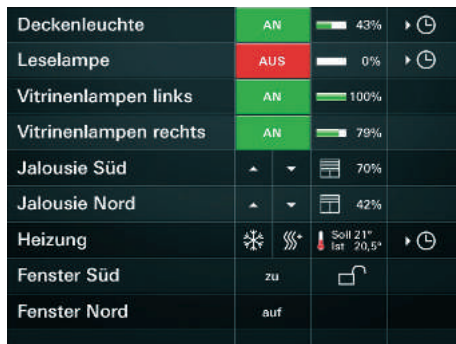 Deckenleuchte AN 43%
Leselampe AUS 0%
Vitrinenlampen links AN 100%
Vitrinenlampen rechts AN 79%
Jalousie Süd 70%
Jalousie Nord 42%
Heizung Soll 21°
Ist 20,5°
Fenster Süd zu
Fenster Nord auf